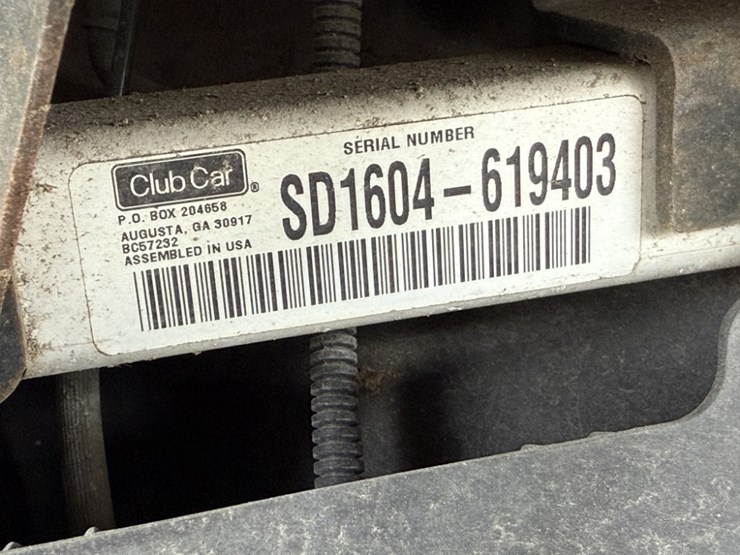 SERIAL NUMBER
Club Car ®
SD1604-619403
P.O. BOX 204658
AUGUSTA, GA 30917
BC57232
ASSEMBLED IN USA